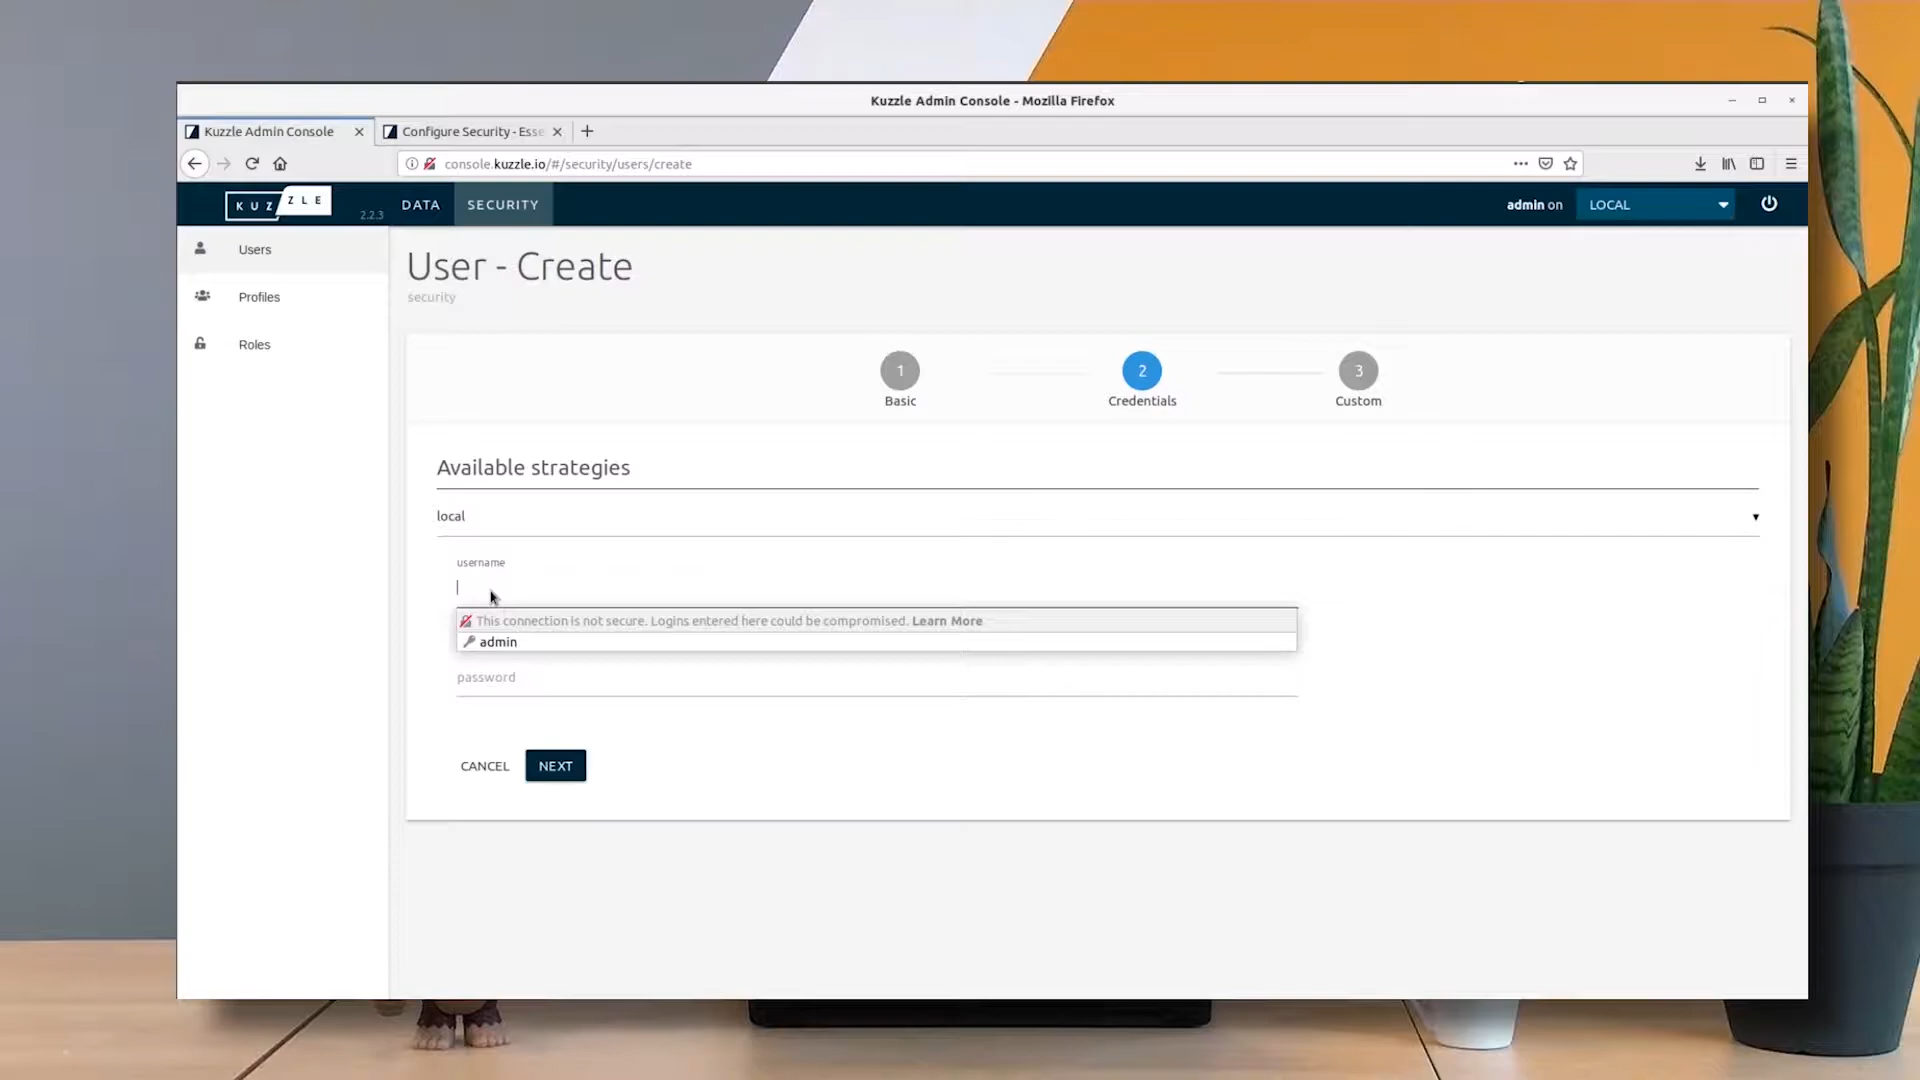 Kuzzle Admin Console - Mozilla Firefox
Kuzzle Admin Console
Configure Security - Esse
console.kuzzle.io/#/security/users/create
KUZZLE
2.2.3
DATA
SECURITY
admin on
LOCAL
Users
Profiles
Roles
User - Create
security
1
2
3
Basic
Credentials
Custom
Available strategies
local
username
This connection is not secure. Logins entered here could be compromised. Learn More
admin
password
CANCEL
NEXT